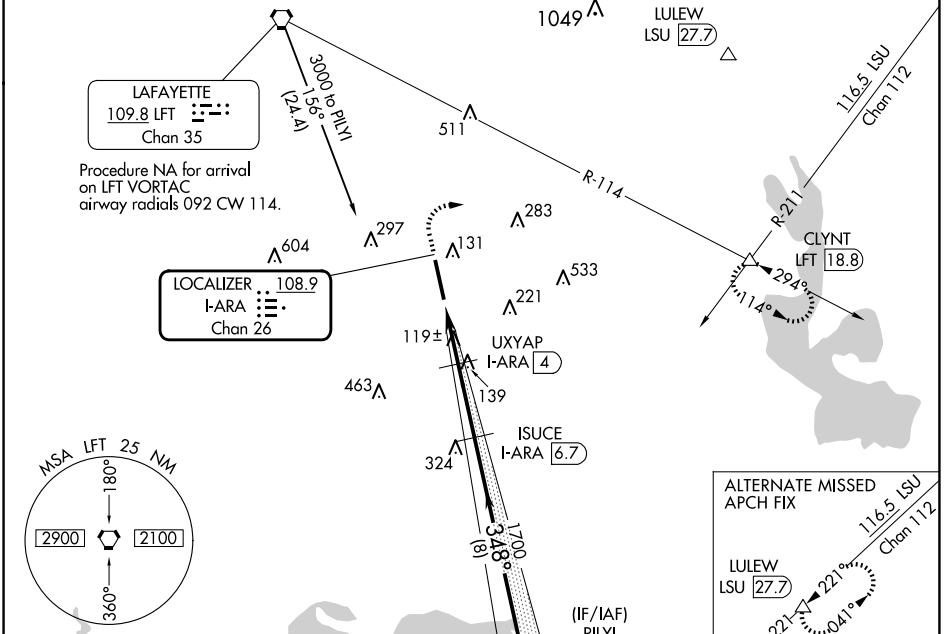 1049
LULEW
LSU 27.7
116.5 LSU
Chan 112
LAFAYETTE
109.8 LFT
Chan 35
3000 to PILYI
156°
(24.4)
511
Procedure NA for arrival
on LFT VORTAC
airway radials 092 CW 114.
R-114
R-211
CLYNT
LFT 18.8
294°
114°
604
297
131
283
533
221
LOCALIZER 108.9
I-ARA
Chan 26
119±
UXYAP
I-ARA 4
139
463
ISUCE
I-ARA 6.7
324
MSA LFT 25 NM
180°
2900
2100
360°
1700
348°
(8)
(IF/IAF)
PILYI
ALTERNATE MISSED
APCH FIX
116.5 LSU
Chan 112
LULEW
LSU 27.7
221°
041°
221